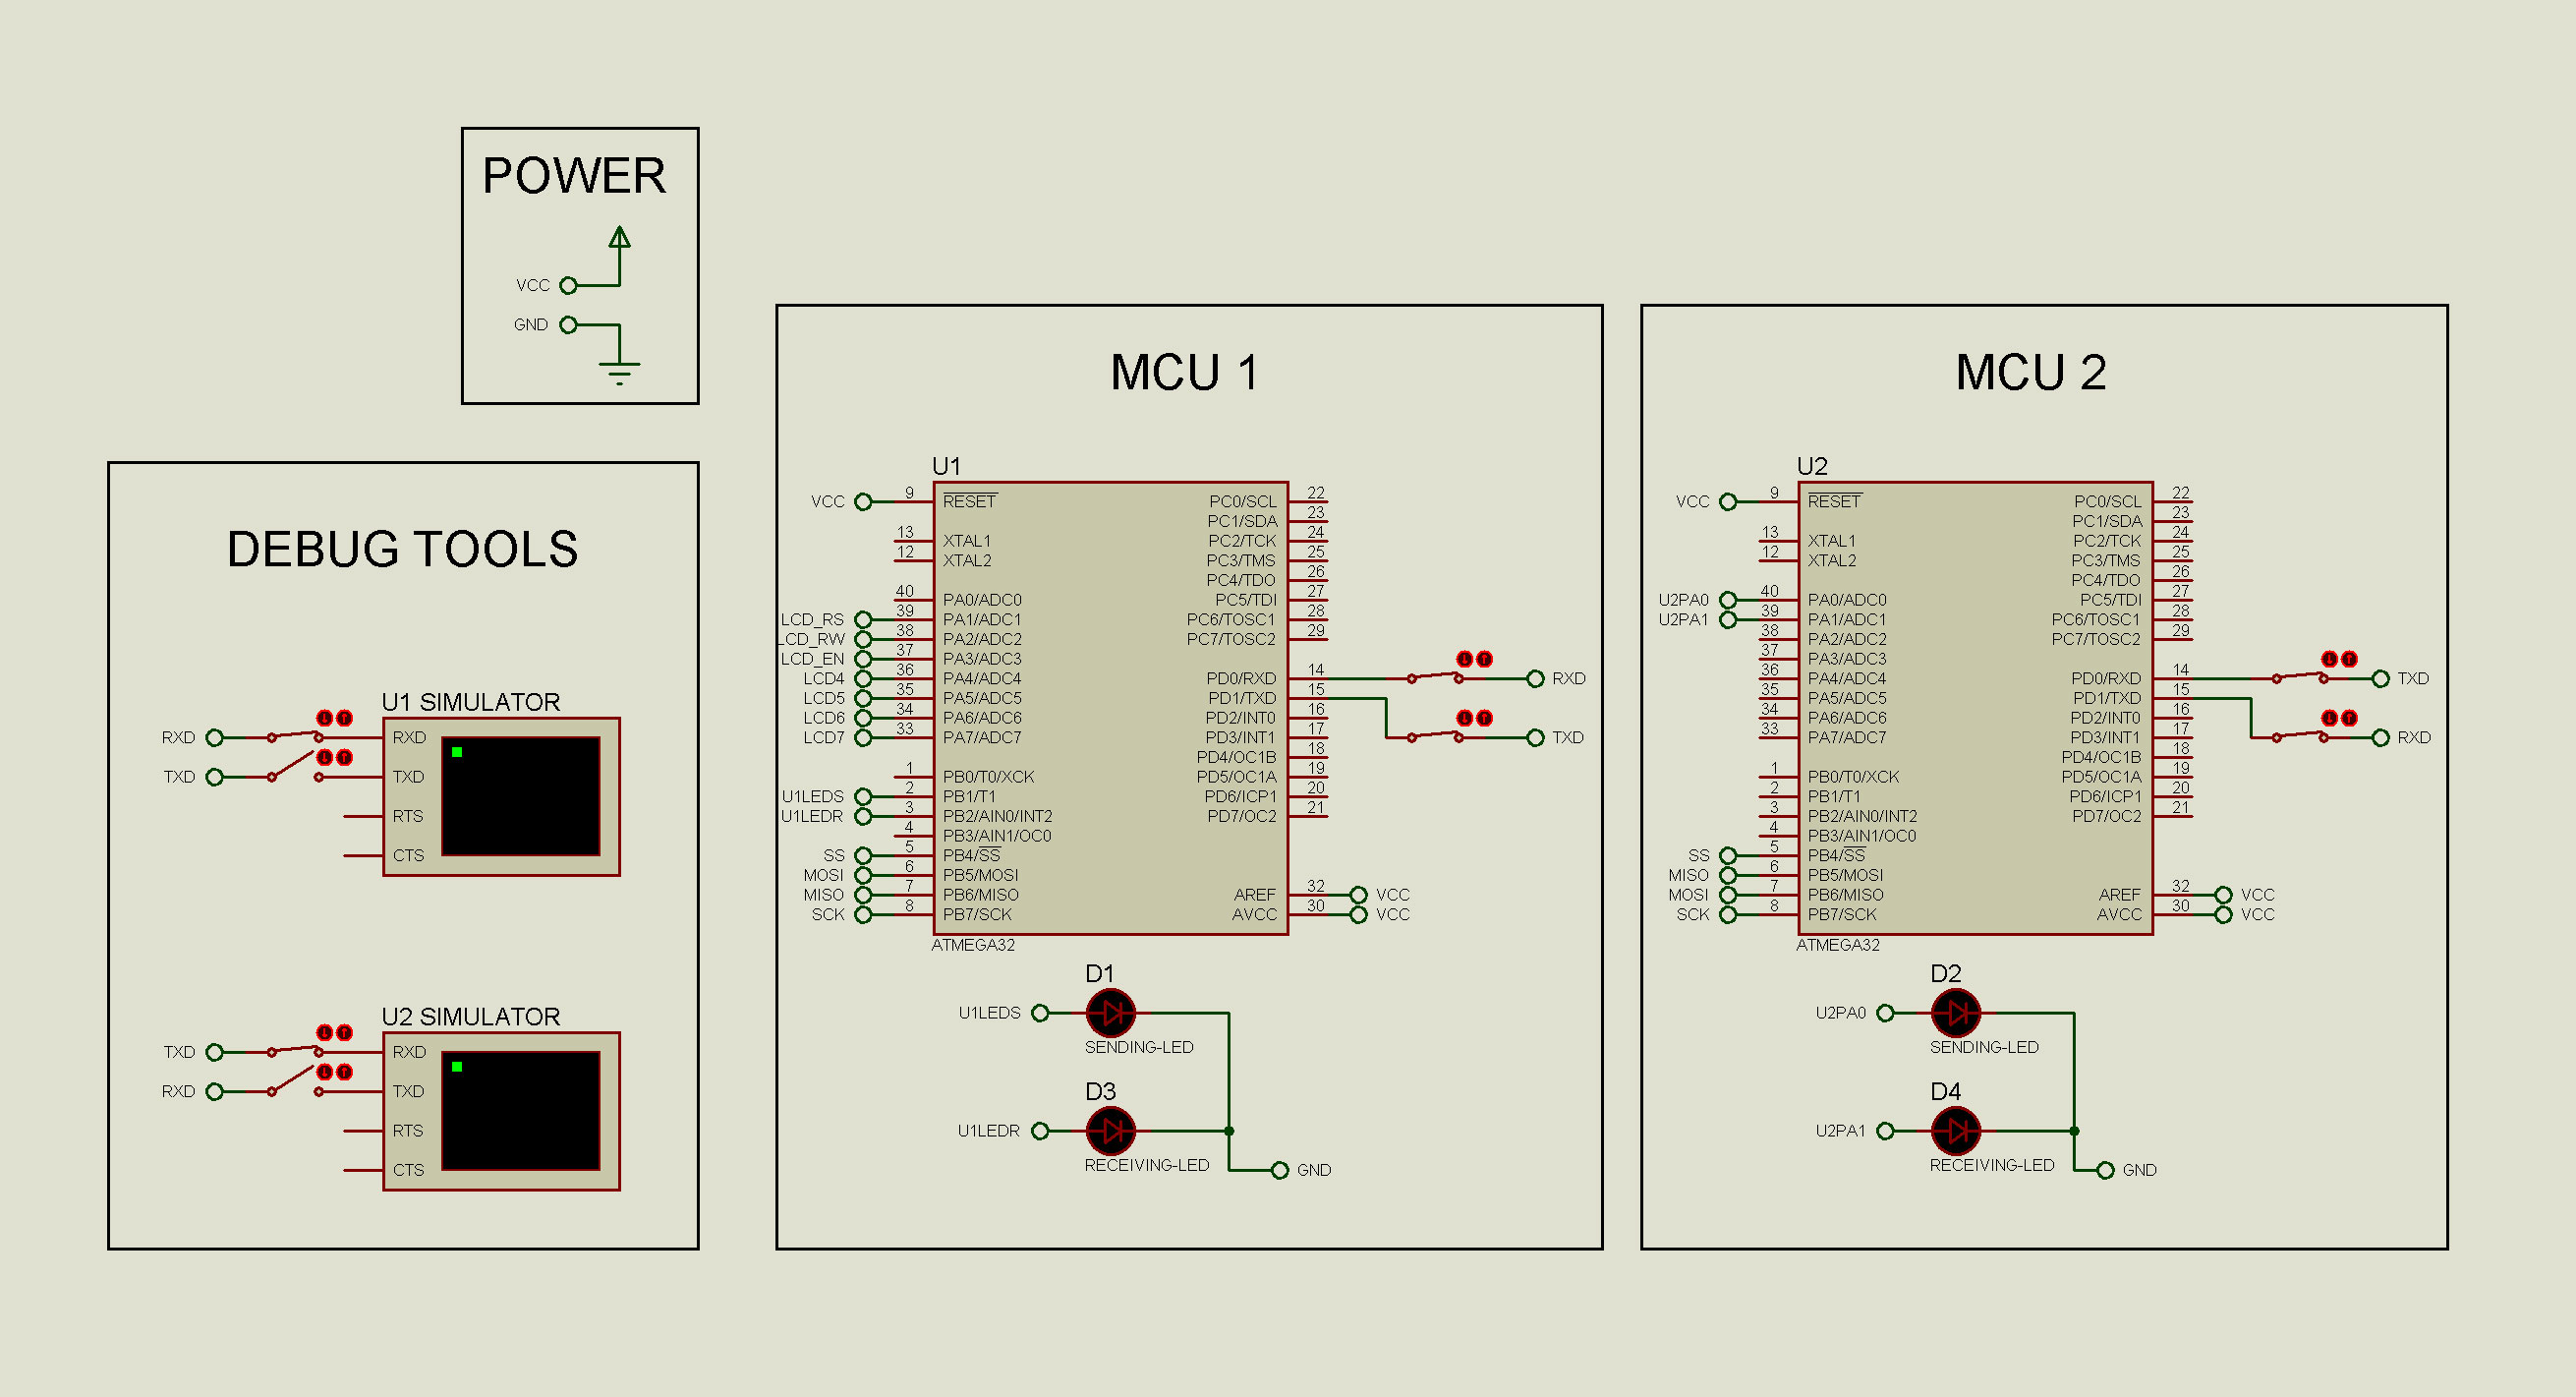 POWER
VCC
GND
DEBUG TOOLS
U1 SIMULATOR
RXD RXD
TXD TXD
RTS
CTS
U2 SIMULATOR
TXD RXD
RXD TXD
RTS
CTS
MCU 1
U1
VCC 9 RESET PC0/SCL 22
PC1/SDA 23
13 XTAL1 PC2/TCK 24
12 XTAL2 PC3/TMS 25
PC4/TDO 26
40 PA0/ADC0 PC5/TDI 27
LCD_RS 39 PA1/ADC1 PC6/TOSC1 28
LCD_RW 38 PA2/ADC2 PC7/TOSC2 29
LCD_EN 37 PA3/ADC3
LCD4 36 PA4/ADC4 PD0/RXD 14 RXD
LCD5 35 PA5/ADC5 PD1/TXD 15
LCD6 34 PA6/ADC6 PD2/INT0 16
LCD7 33 PA7/ADC7 PD3/INT1 17 TXD
PD4/OC1B 18
1 PB0/T0/XCK PD5/OC1A 19
U1LEDS 2 PB1/T1 PD6/ICP1 20
U1LEDR 3 PB2/AIN0/INT2 PD7/OC2 21
4 PB3/AIN1/OC0
SS 5 PB4/SS
MOSI 6 PB5/MOSI
MISO 7 PB6/MISO AREF 32 VCC
SCK 8 PB7/SCK AVCC 30 VCC
ATMEGA32
D1
U1LEDS
SENDING-LED
D3
U1LEDR
RECEIVING-LED
GND
MCU 2
U2
VCC 9 RESET PC0/SCL 22
PC1/SDA 23
13 XTAL1 PC2/TCK 24
12 XTAL2 PC3/TMS 25
PC4/TDO 26
U2PA0 40 PA0/ADC0 PC5/TDI 27
U2PA1 39 PA1/ADC1 PC6/TOSC1 28
38 PA2/ADC2 PC7/TOSC2 29
37 PA3/ADC3
36 PA4/ADC4 PD0/RXD 14 TXD
35 PA5/ADC5 PD1/TXD 15
34 PA6/ADC6 PD2/INT0 16
33 PA7/ADC7 PD3/INT1 17 RXD
PD4/OC1B 18
1 PB0/T0/XCK PD5/OC1A 19
2 PB1/T1 PD6/ICP1 20
3 PB2/AIN0/INT2 PD7/OC2 21
4 PB3/AIN1/OC0
SS 5 PB4/SS
MISO 6 PB5/MOSI
MOSI 7 PB6/MISO AREF 32 VCC
SCK 8 PB7/SCK AVCC 30 VCC
ATMEGA32
D2
U2PA0
SENDING-LED
D4
U2PA1
RECEIVING-LED
GND